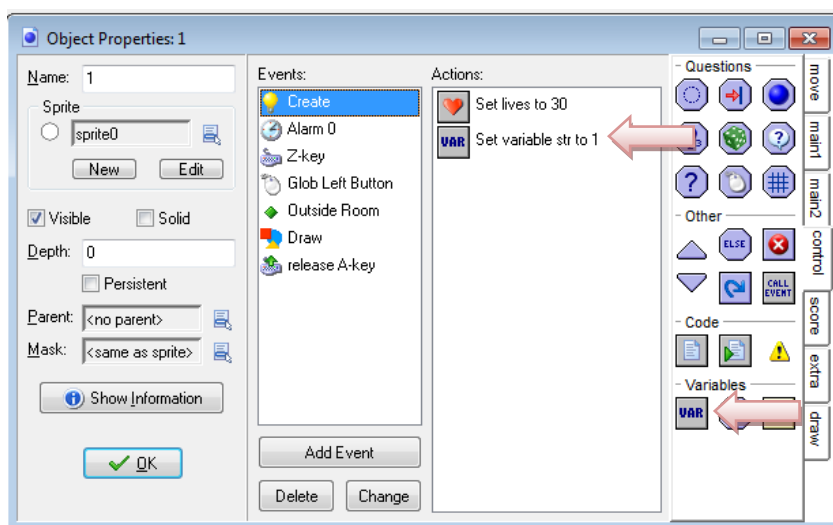 Object Properties: 1
Name: 1
Sprite
sprite0
New Edit
Visible Solid
Depth: 0
Persistent
Parent: <no parent>
Mask: <same as sprite>
Show Information
OK
Events:
Create
Alarm 0
Z-key
Glob Left Button
Outside Room
Draw
release A-key
Add Event
Delete Change
Actions:
Set lives to 30
VAR Set variable str to 1
Questions
Other
ELSE
CALL EVENT
Code
Variables
VAR
move
main1
main2
control
score
extra
draw